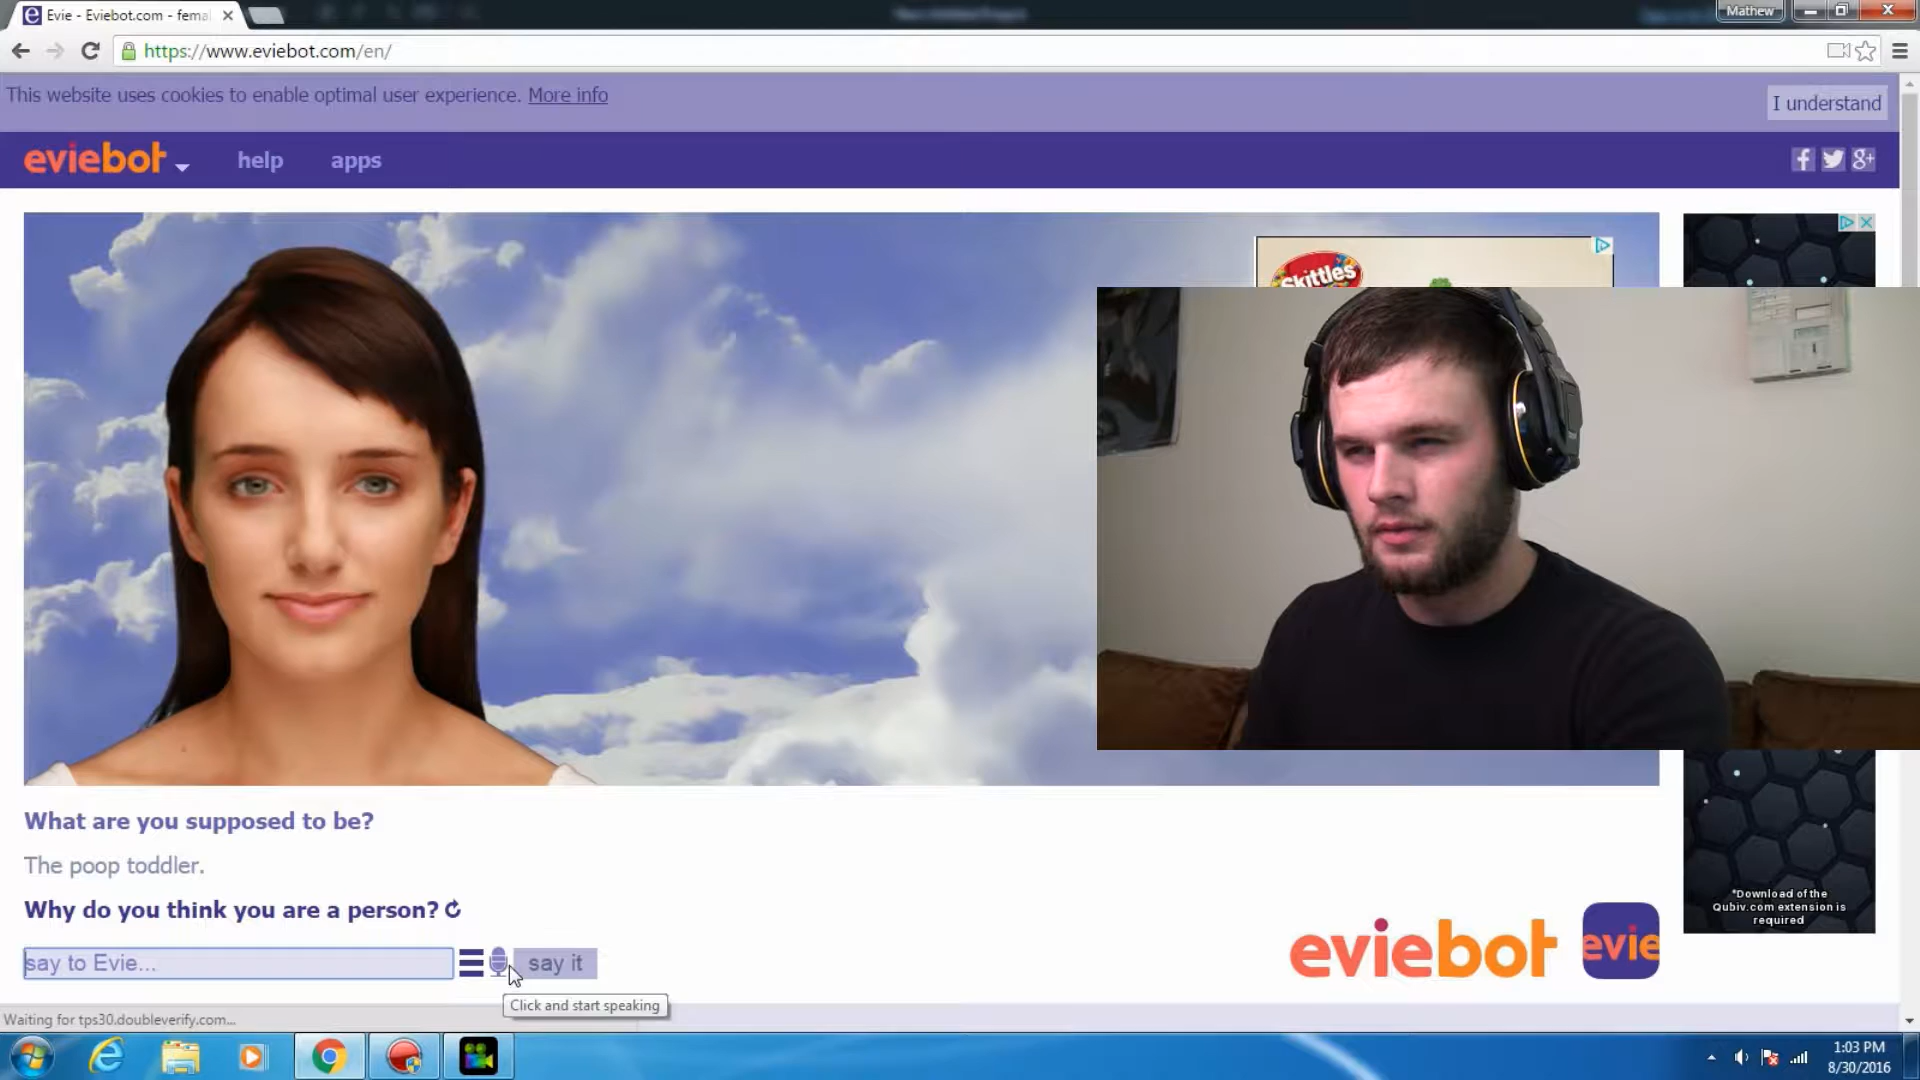 Evie - Eviebot.com - fema
Mathew
https://www.eviebot.com/en/
This website uses cookies to enable optimal user experience. More info
I understand
eviebot
help
apps
Skittles
What are you supposed to be?
The poop toddler.
Why do you think you are a person?
say to Evie...
say it
Click and start speaking
eviebot
evie
*Download of the
Qubiv.com extension is
required
Waiting for tps30.doubleverify.com...
1:03 PM
8/30/2016